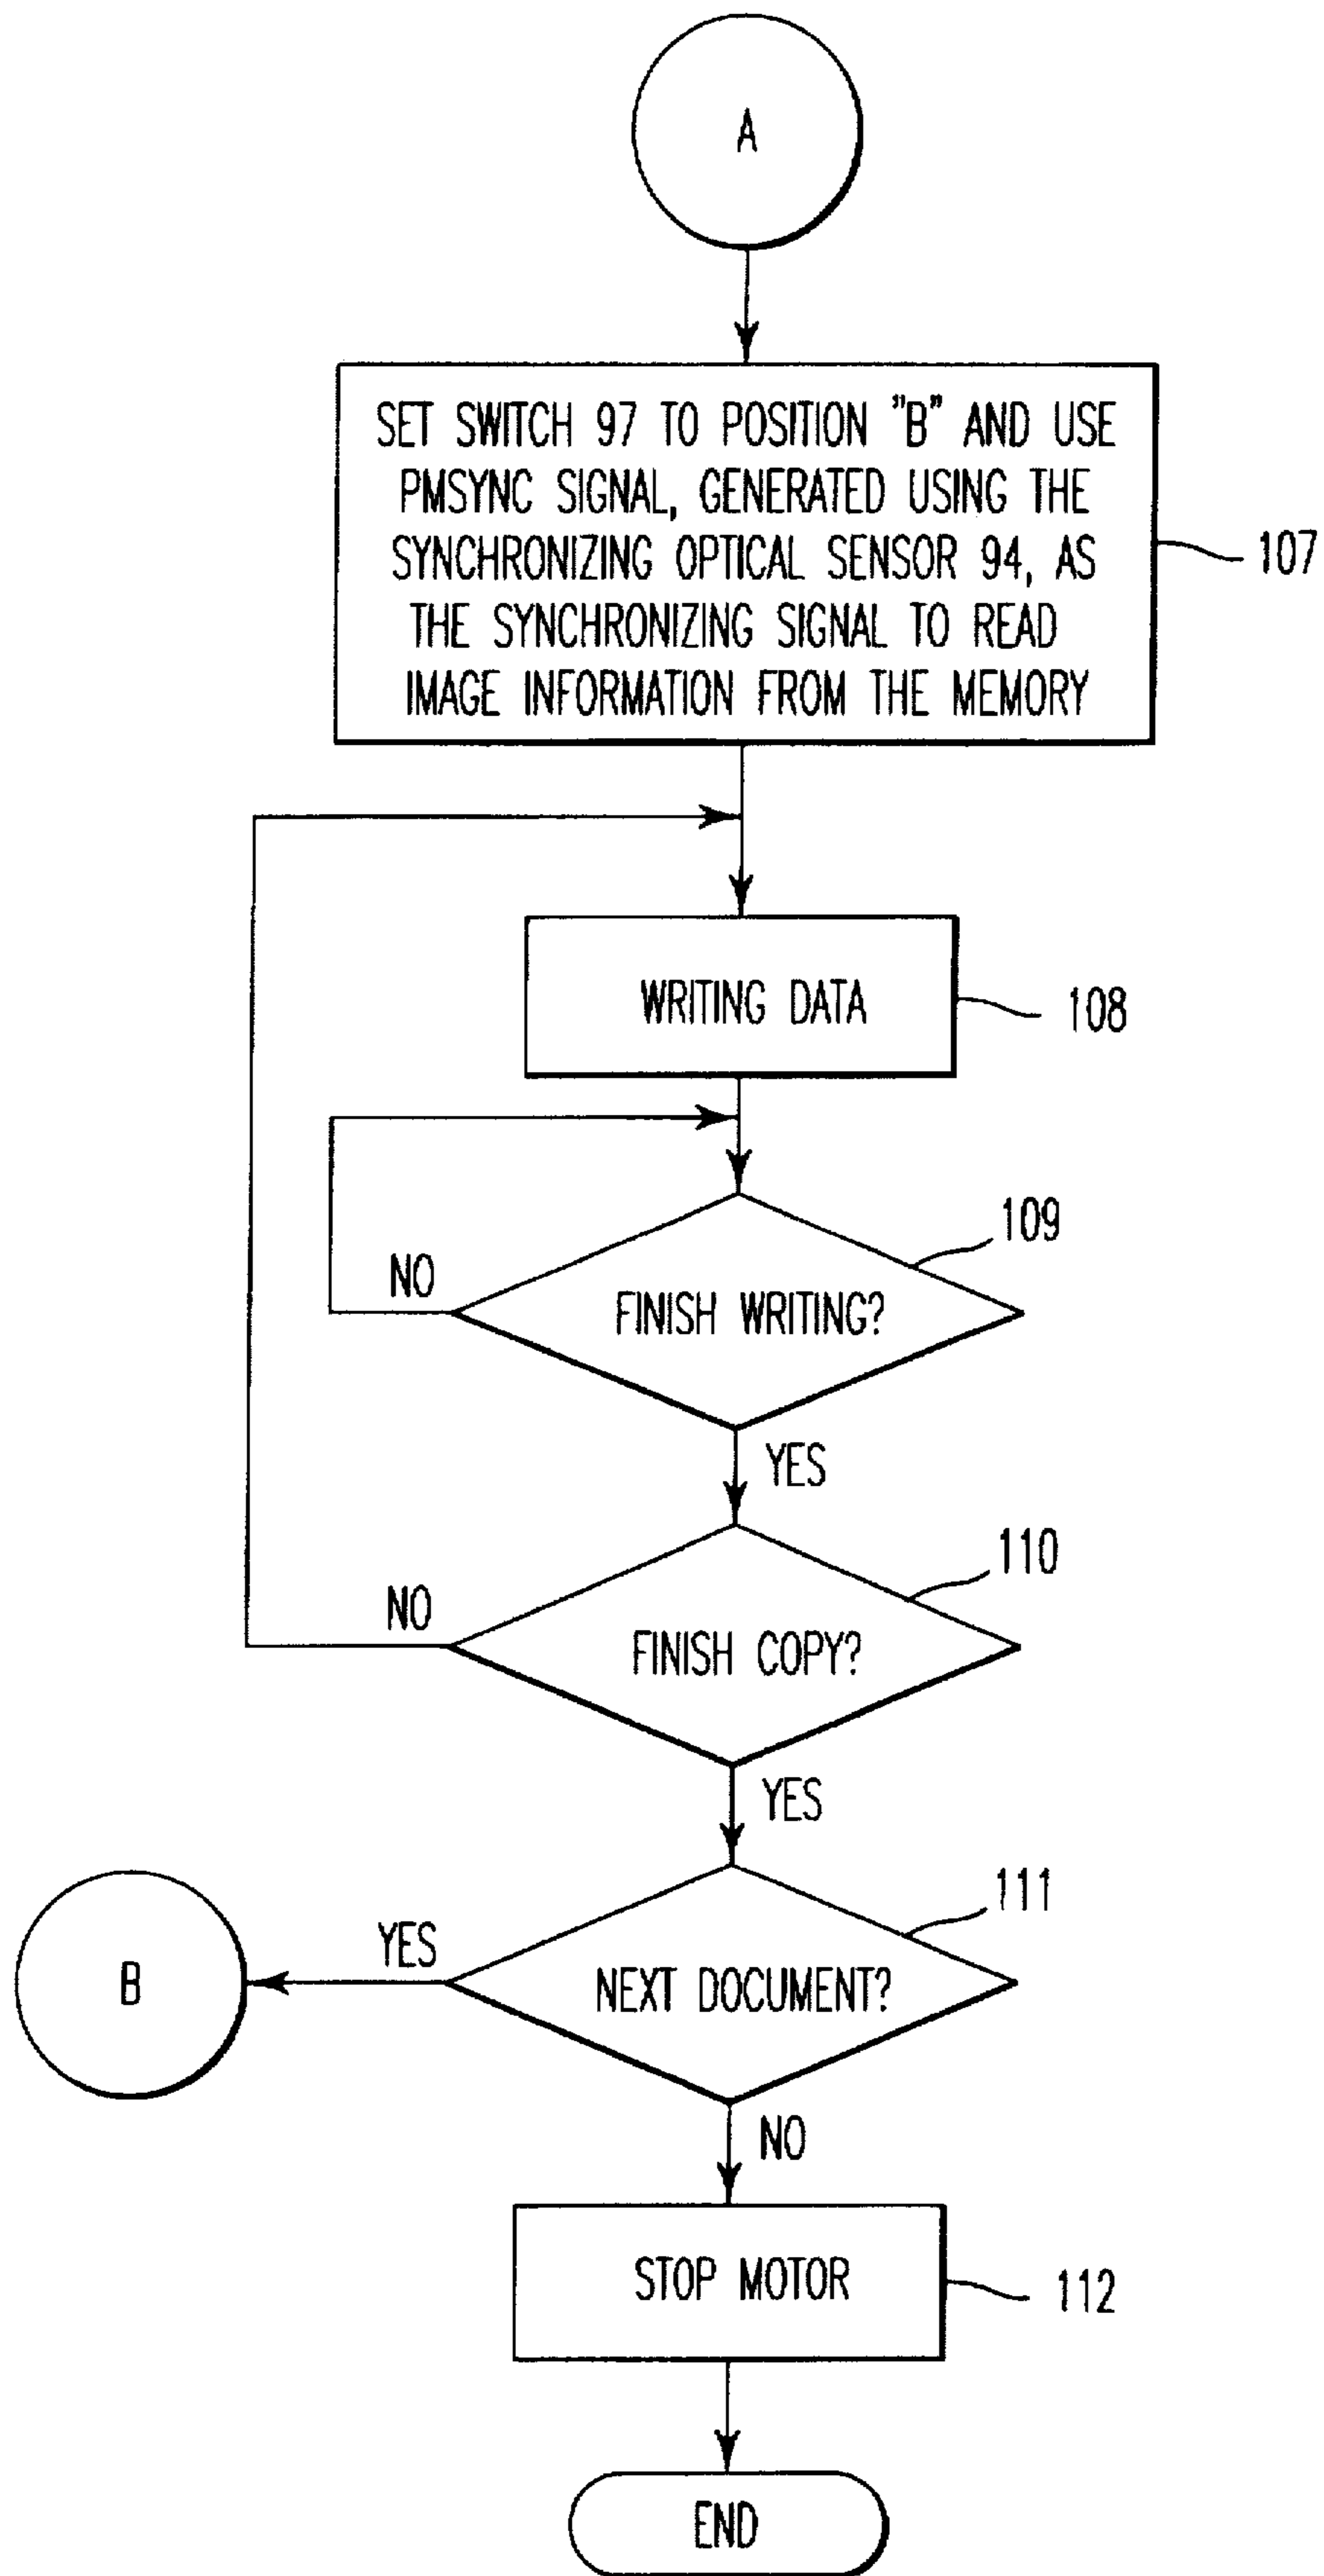 A
SET SWITCH 97 TO POSITION "B" AND USE
PMSYNC SIGNAL, GENERATED USING THE
SYNCHRONIZING OPTICAL SENSOR 94, AS
THE SYNCHRONIZING SIGNAL TO READ
IMAGE INFORMATION FROM THE MEMORY
107
WRITING DATA
108
109
NO
FINISH WRITING?
YES
110
NO
FINISH COPY?
YES
111
YES
B
NEXT DOCUMENT?
NO
STOP MOTOR
112
END